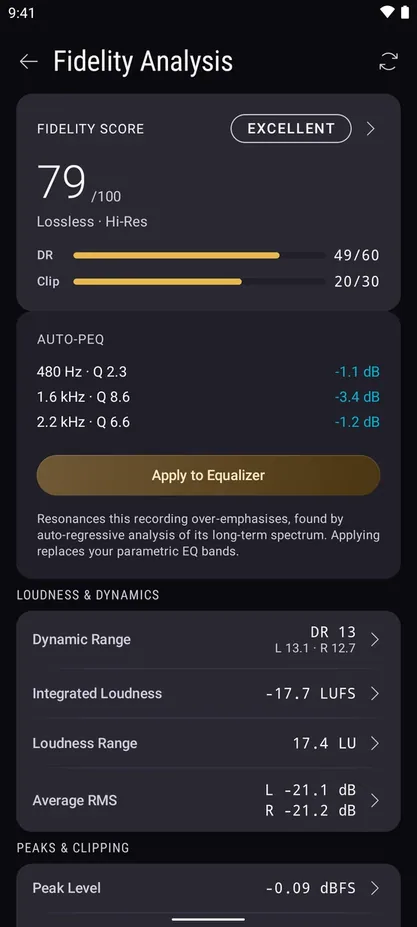 9:41
Fidelity Analysis
FIDELITY SCORE
EXCELLENT
79 /100
Lossless · Hi-Res
DR 49/60
Clip 20/30
AUTO-PEQ
480 Hz · Q 2.3 -1.1 dB
1.6 kHz · Q 8.6 -3.4 dB
2.2 kHz · Q 6.6 -1.2 dB
Apply to Equalizer
Resonances this recording over-emphasises, found by
auto-regressive analysis of its long-term spectrum. Applying
replaces your parametric EQ bands.
LOUDNESS & DYNAMICS
Dynamic Range DR 13
L 13.1 · R 12.7
Integrated Loudness -17.7 LUFS
Loudness Range 17.4 LU
Average RMS L -21.1 dB
R -21.2 dB
PEAKS & CLIPPING
Peak Level -0.09 dBFS